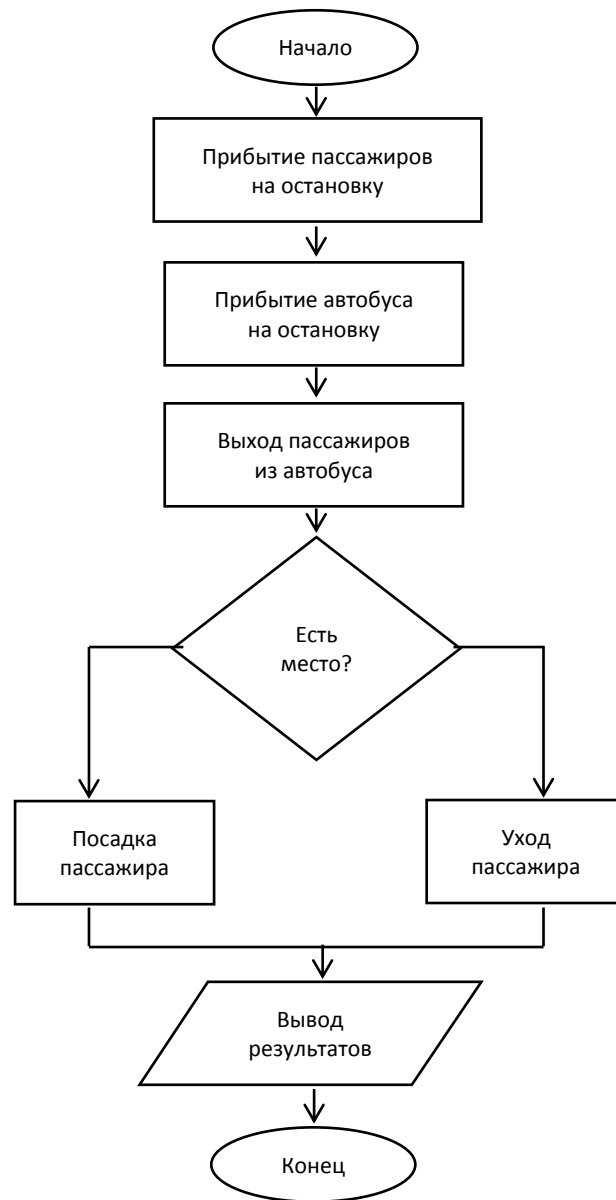 Начало
Прибытие пассажиров
на остановку
Прибытие автобуса
на остановку
Выход пассажиров
из автобуса
Есть
место?
Посадка
пассажира
Уход
пассажира
Вывод
результатов
Конец